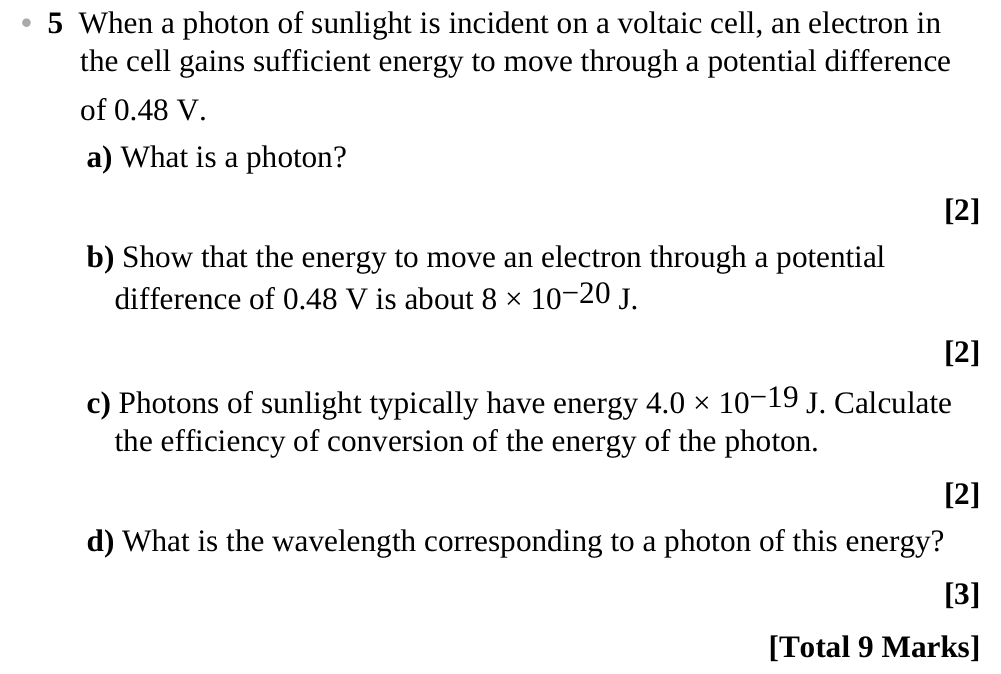 • 5 When a photon of sunlight is incident on a voltaic cell, an electron in
the cell gains sufficient energy to move through a potential difference
of 0.48 V.
a) What is a photon?
[2]
b) Show that the energy to move an electron through a potential
difference of 0.48 V is about 8 × 10⁻²⁰ J.
[2]
c) Photons of sunlight typically have energy 4.0 × 10⁻¹⁹ J. Calculate
the efficiency of conversion of the energy of the photon.
[2]
d) What is the wavelength corresponding to a photon of this energy?
[3]
[Total 9 Marks]